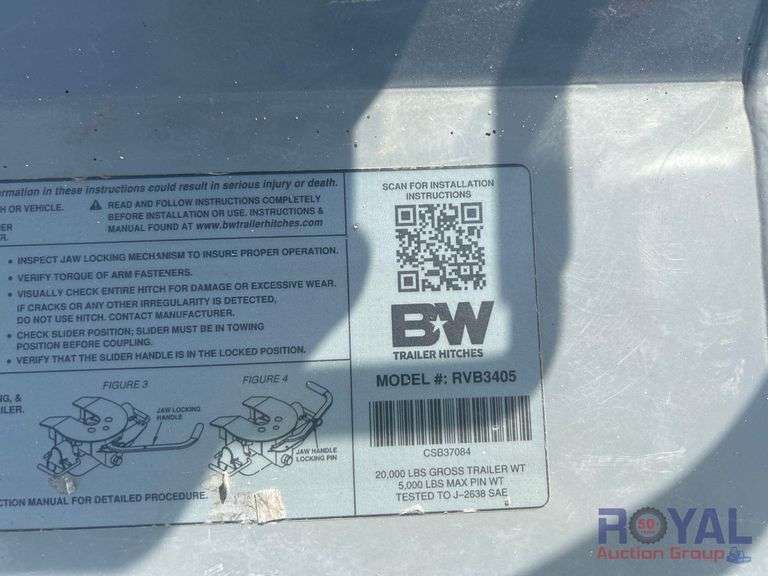 ormation in these instructions could result in serious injury or death.
H OR VEHICLE.
ER
R.
READ AND FOLLOW INSTRUCTIONS COMPLETELY
BEFORE INSTALLATION OR USE. INSTRUCTIONS &
MANUAL FOUND AT www.bwtrailerhitches.com
• INSPECT JAW LOCKING MECHANISM TO INSURE PROPER OPERATION.
• VERIFY TORQUE OF ARM FASTENERS.
• VISUALLY CHECK ENTIRE HITCH FOR DAMAGE OR EXCESSIVE WEAR.
IF CRACKS OR ANY OTHER IRREGULARITY IS DETECTED,
DO NOT USE HITCH. CONTACT MANUFACTURER.
• CHECK SLIDER POSITION; SLIDER MUST BE IN TOWING
POSITION BEFORE COUPLING.
• VERIFY THAT THE SLIDER HANDLE IS IN THE LOCKED POSITION.
NG, &
AILER.
FIGURE 3
JAW LOCKING
HANDLE
FIGURE 4
JAW HANDLE
LOCKING PIN
CTION MANUAL FOR DETAILED PROCEDURE.
SCAN FOR INSTALLATION
INSTRUCTIONS
BW
TRAILER HITCHES
MODEL #: RVB3405
CSB37084
20,000 LBS GROSS TRAILER WT
5,000 LBS MAX PIN WT
TESTED TO J-2638 SAE
ROYAL
50
Auction Group